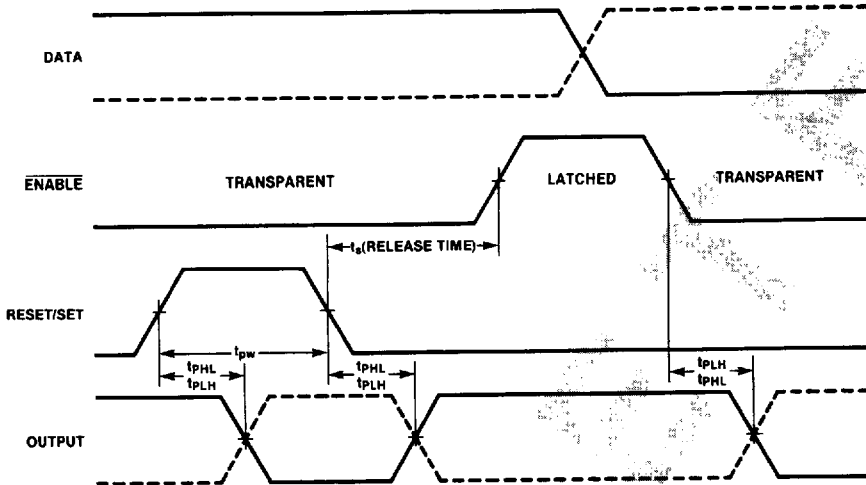 DATA
ENABLE
TRANSPARENT
LATCHED
TRANSPARENT
ts(RELEASE TIME)
RESET/SET
tpw
tPHL
tPLH
tPHL
tPLH
tPLH
tPHL
OUTPUT